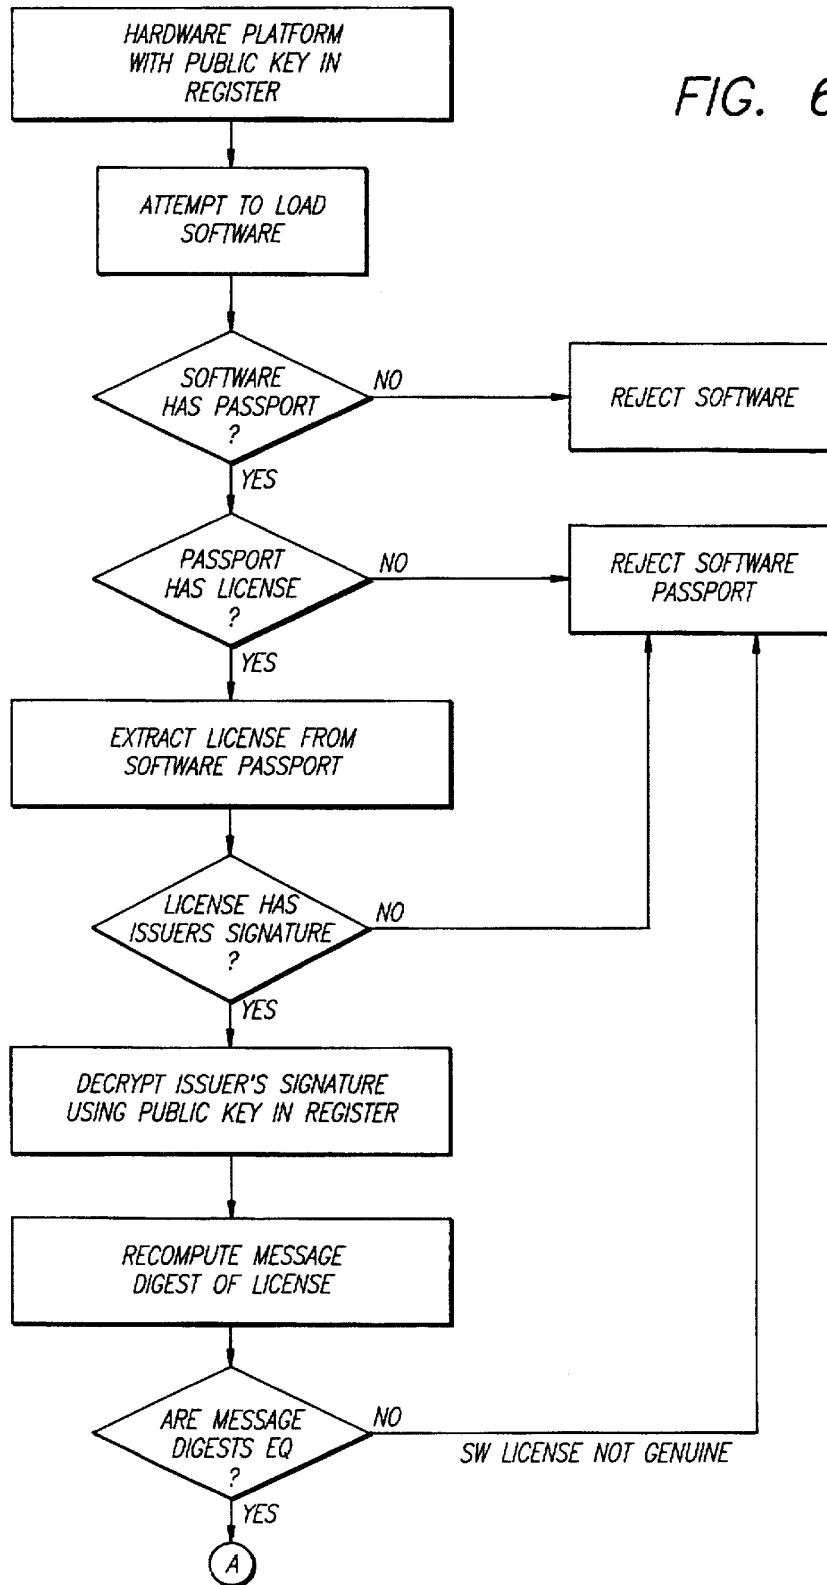 HARDWARE PLATFORM
WITH PUBLIC KEY IN
REGISTER
FIG. 6
ATTEMPT TO LOAD
SOFTWARE
SOFTWARE
HAS PASSPORT
?
NO
REJECT SOFTWARE
YES
PASSPORT
HAS LICENSE
?
NO
REJECT SOFTWARE
PASSPORT
YES
EXTRACT LICENSE FROM
SOFTWARE PASSPORT
LICENSE HAS
ISSUERS SIGNATURE
?
NO
YES
DECRYPT ISSUER'S SIGNATURE
USING PUBLIC KEY IN REGISTER
RECOMPUTE MESSAGE
DIGEST OF LICENSE
ARE MESSAGE
DIGESTS EQ
?
NO
SW LICENSE NOT GENUINE
YES
A